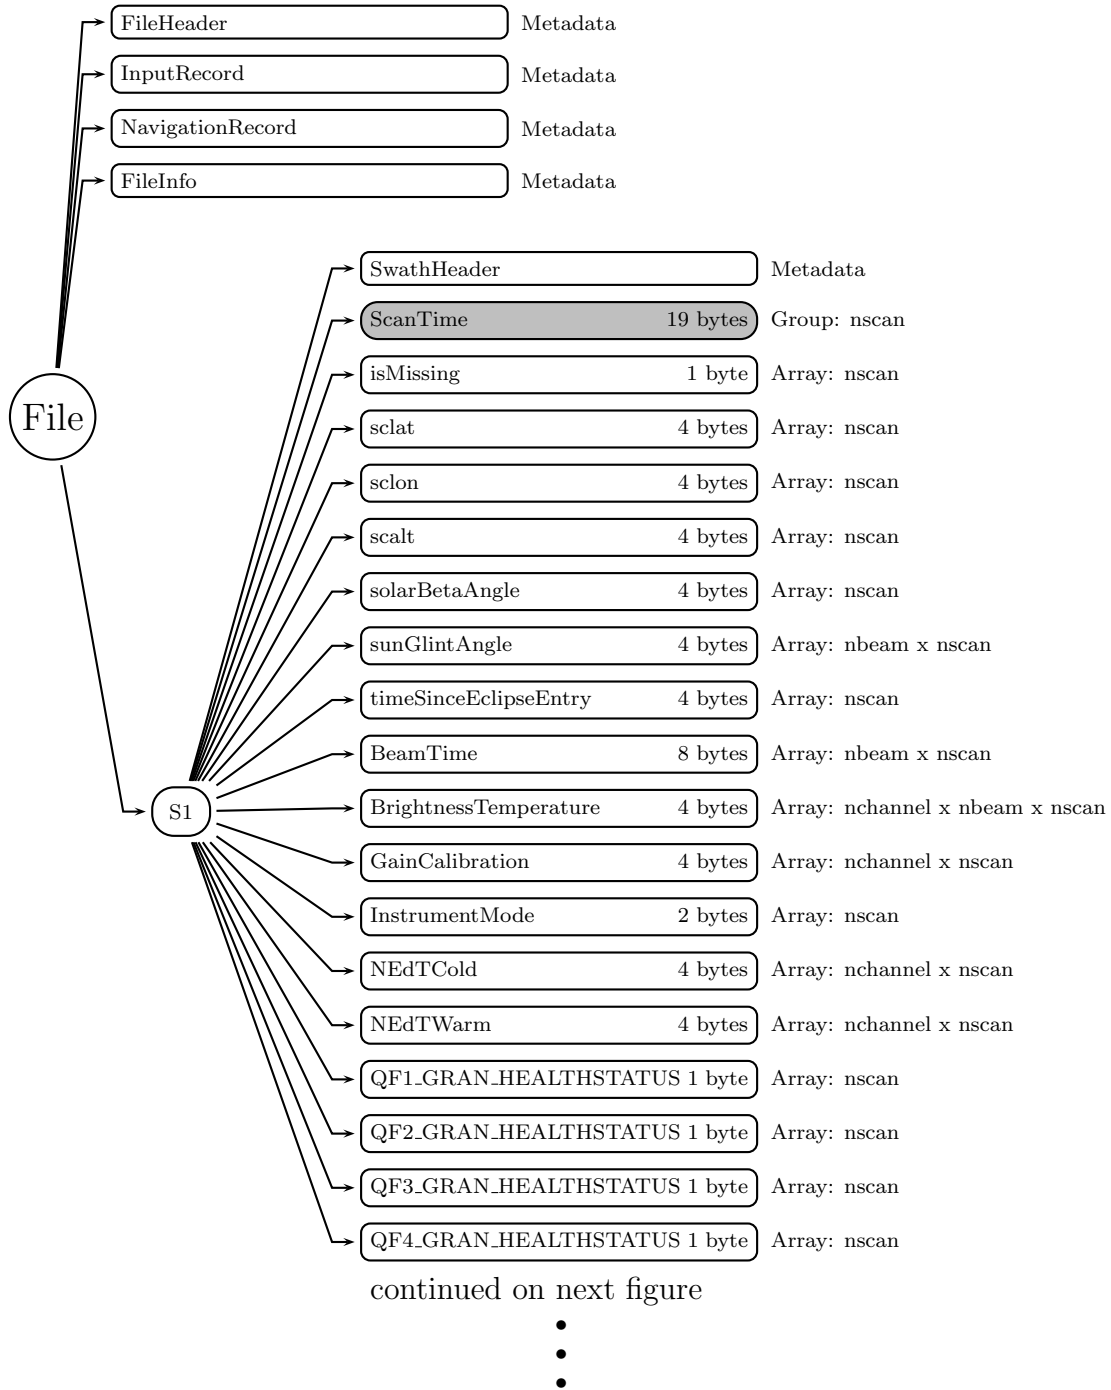 FileHeader Metadata
InputRecord Metadata
NavigationRecord Metadata
FileInfo Metadata
SwathHeader Metadata
ScanTime 19 bytes Group: nscan
isMissing 1 byte Array: nscan
File
sclat 4 bytes Array: nscan
sclon 4 bytes Array: nscan
scalt 4 bytes Array: nscan
solarBetaAngle 4 bytes Array: nscan
sunGlintAngle 4 bytes Array: nbeam x nscan
timeSinceEclipseEntry 4 bytes Array: nscan
BeamTime 8 bytes Array: nbeam x nscan
S1
BrightnessTemperature 4 bytes Array: nchannel x nbeam x nscan
GainCalibration 4 bytes Array: nchannel x nscan
InstrumentMode 2 bytes Array: nscan
NEdTCold 4 bytes Array: nchannel x nscan
NEdTWarm 4 bytes Array: nchannel x nscan
QF1_GRAN_HEALTHSTATUS 1 byte Array: nscan
QF2_GRAN_HEALTHSTATUS 1 byte Array: nscan
QF3_GRAN_HEALTHSTATUS 1 byte Array: nscan
QF4_GRAN_HEALTHSTATUS 1 byte Array: nscan
continued on next figure